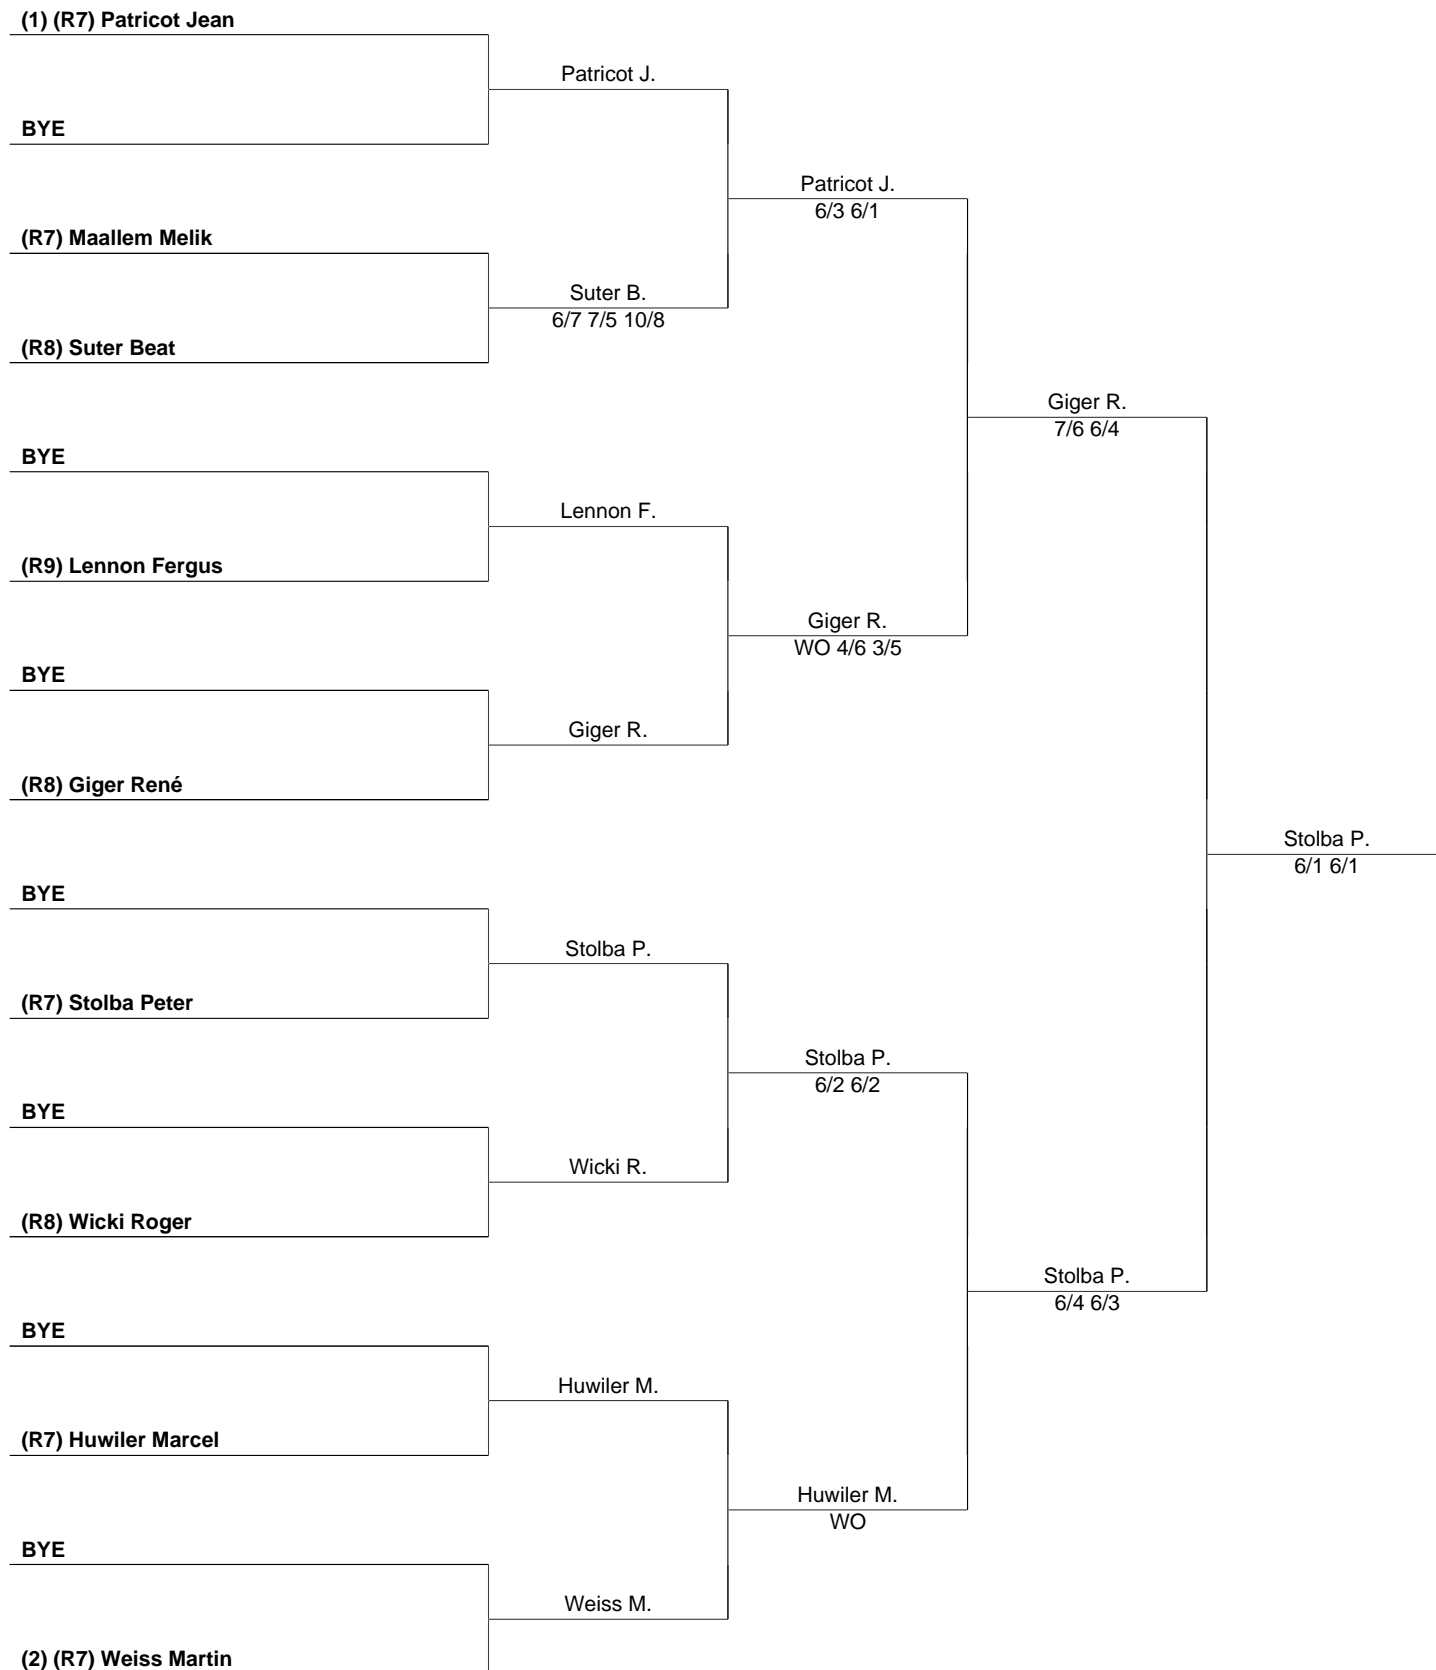 (1) (R7) Patricot Jean
Patricot J.
BYE
Patricot J.
6/3 6/1
(R7) Maallem Melik
Suter B.
6/7 7/5 10/8
(R8) Suter Beat
Giger R.
7/6 6/4
BYE
Lennon F.
(R9) Lennon Fergus
Giger R.
WO 4/6 3/5
BYE
Giger R.
(R8) Giger René
Stolba P.
6/1 6/1
BYE
Stolba P.
(R7) Stolba Peter
Stolba P.
6/2 6/2
BYE
Wicki R.
(R8) Wicki Roger
Stolba P.
6/4 6/3
BYE
Huwiler M.
(R7) Huwiler Marcel
Huwiler M.
WO
BYE
Weiss M.
(2) (R7) Weiss Martin